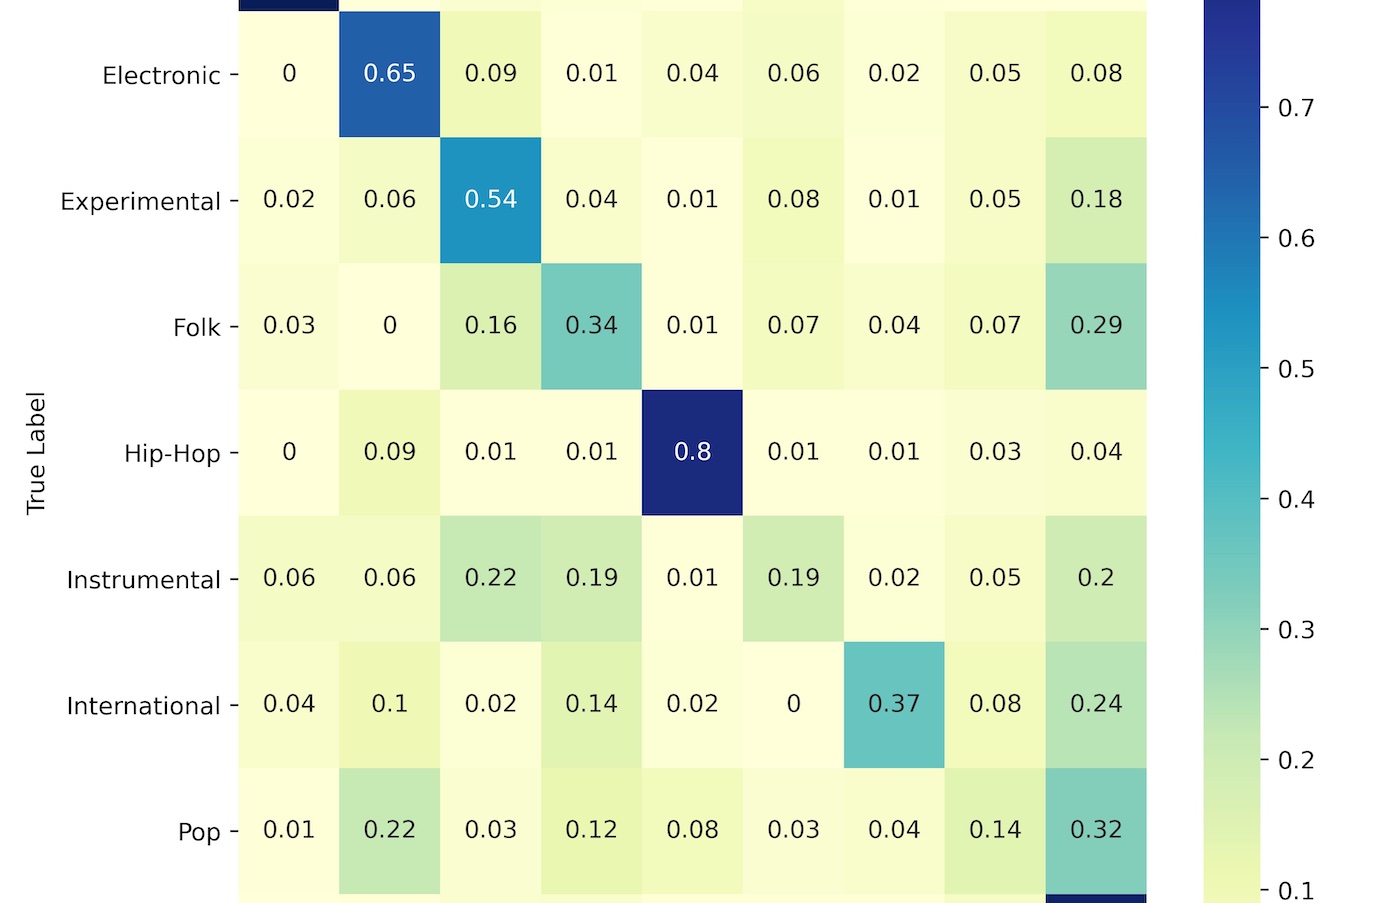 Electronic 0 0.65 0.09 0.01 0.04 0.06 0.02 0.05 0.08
Experimental 0.02 0.06 0.54 0.04 0.01 0.08 0.01 0.05 0.18
Folk 0.03 0 0.16 0.34 0.01 0.07 0.04 0.07 0.29
Hip-Hop 0 0.09 0.01 0.01 0.8 0.01 0.01 0.03 0.04
Instrumental 0.06 0.06 0.22 0.19 0.01 0.19 0.02 0.05 0.2
International 0.04 0.1 0.02 0.14 0.02 0 0.37 0.08 0.24
Pop 0.01 0.22 0.03 0.12 0.08 0.03 0.04 0.14 0.32
True Label
0.7
0.6
0.5
0.4
0.3
0.2
0.1